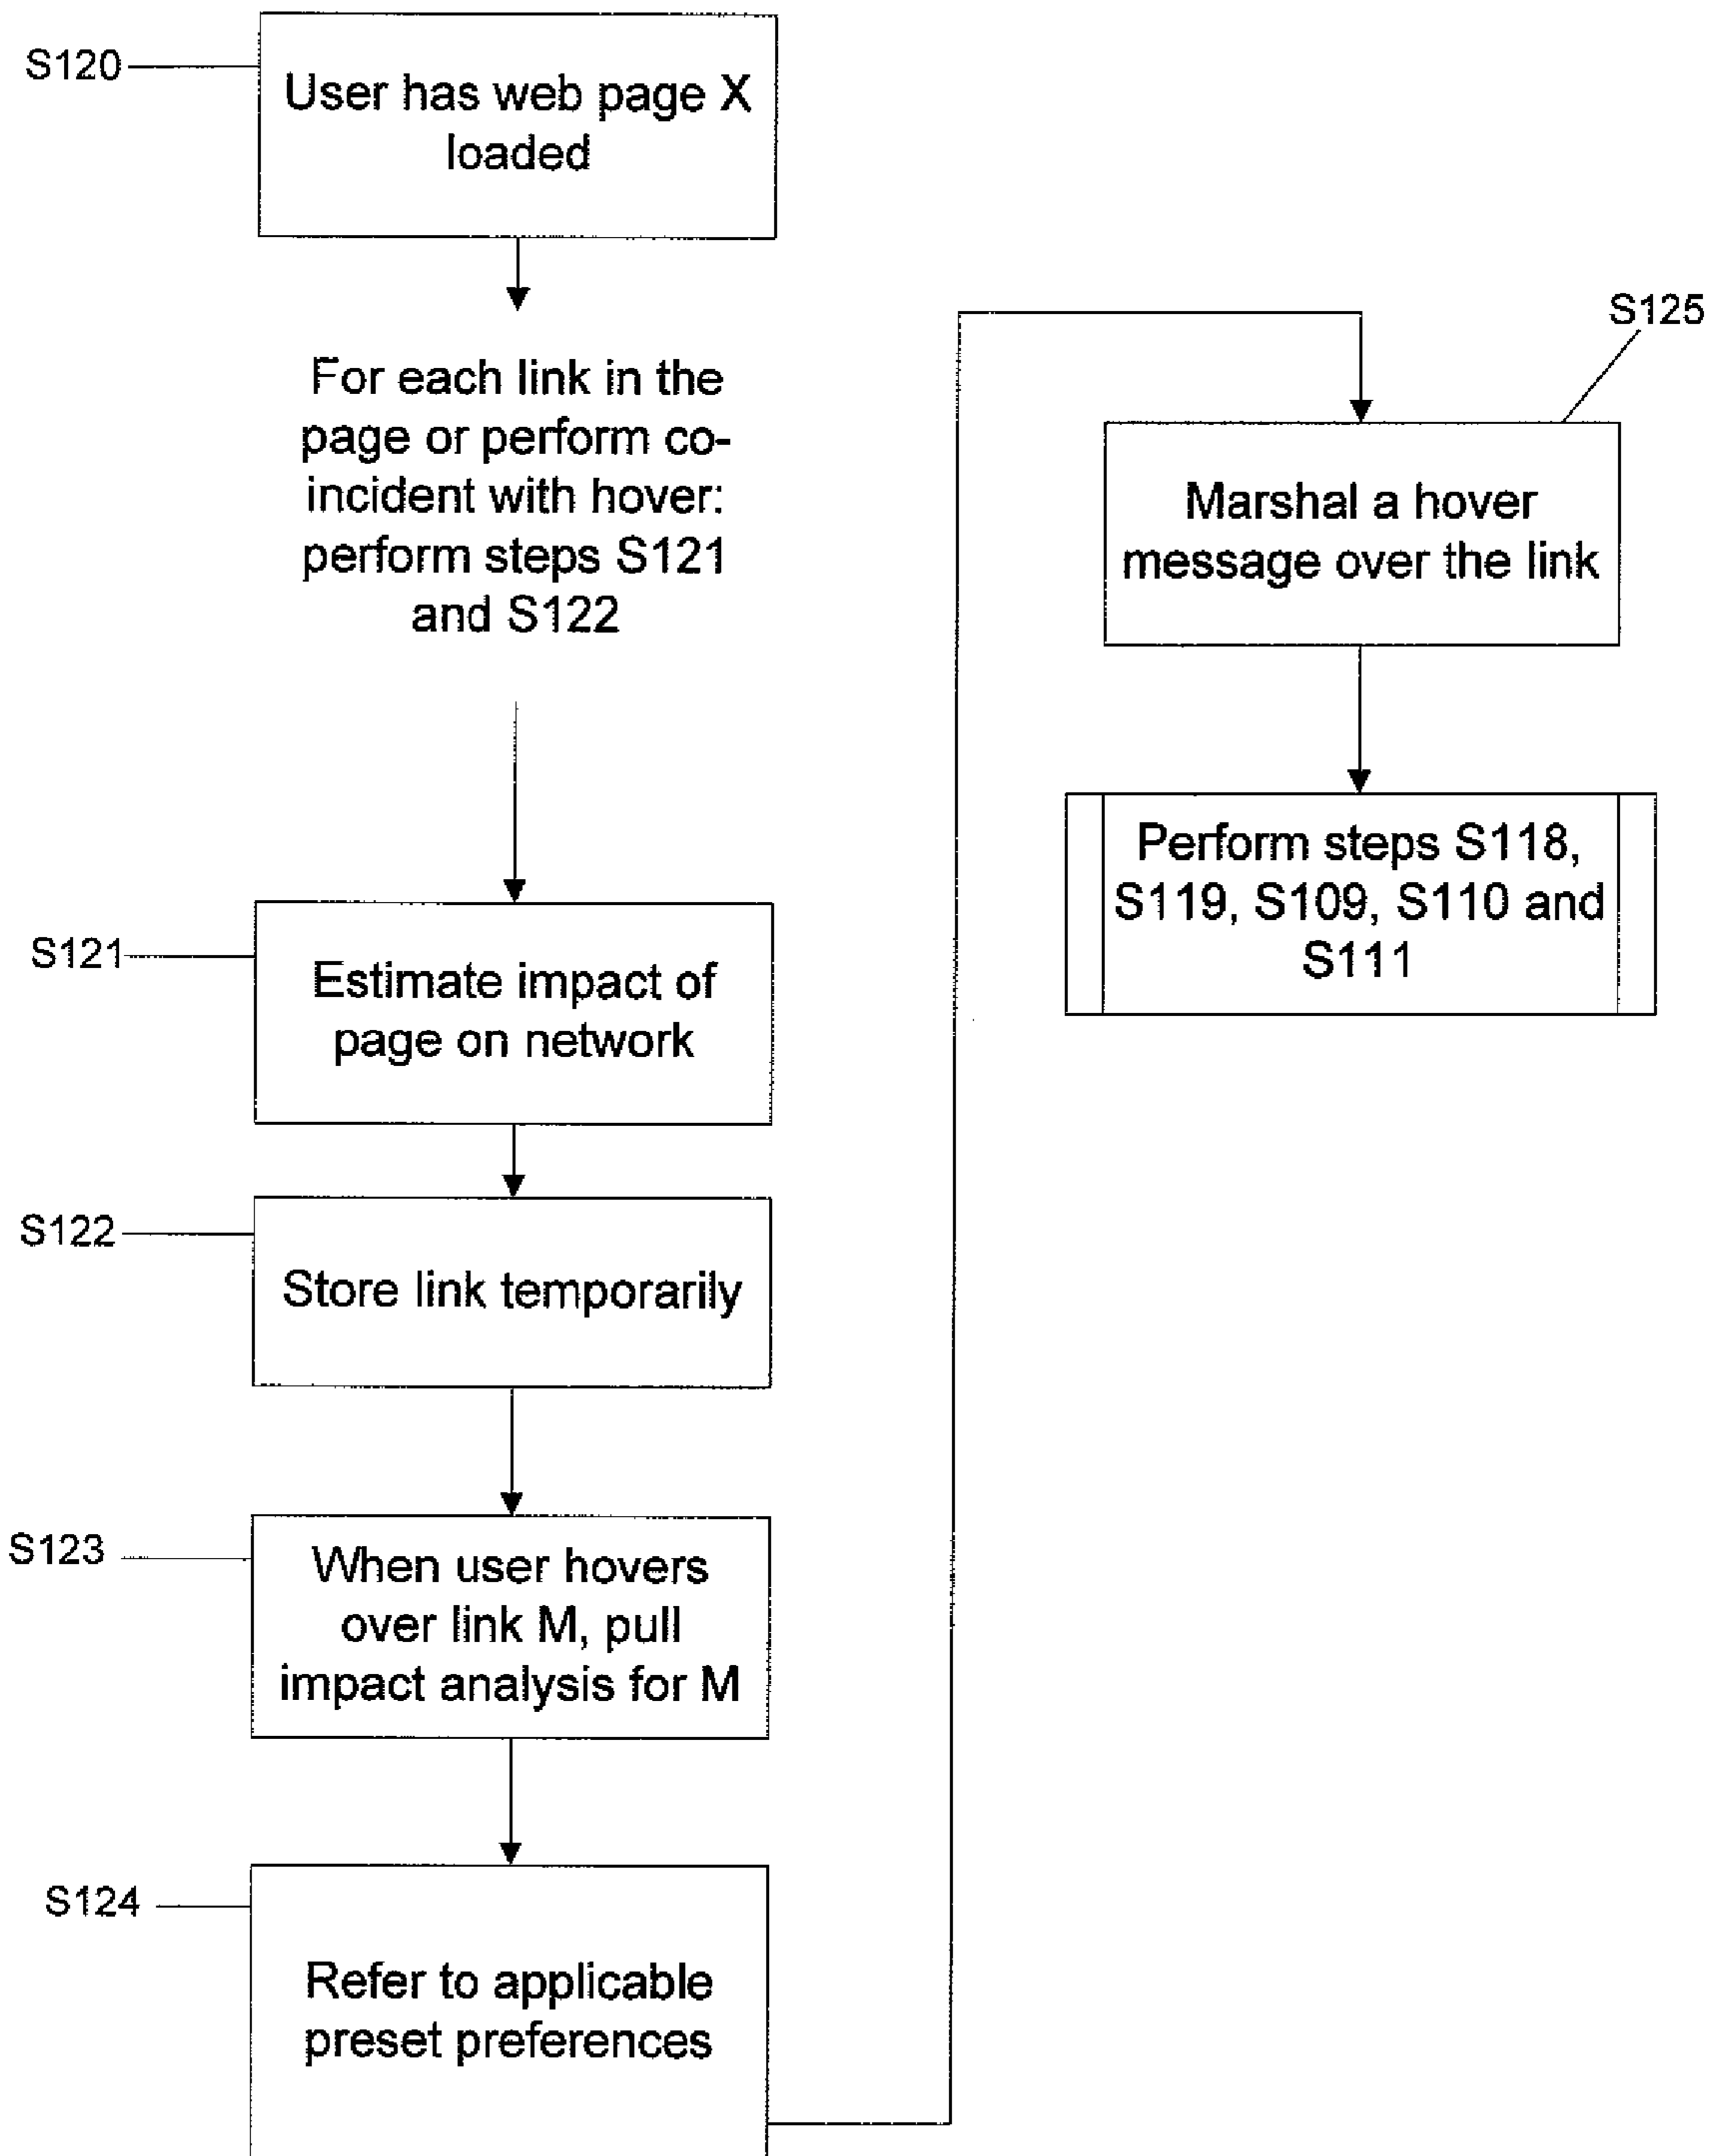 S120
User has web page X
loaded
For each link in the
page or perform co-
incident with hover:
perform steps S121
and S122
S121
Estimate impact of
page on network
S122
Store link temporarily
S123
When user hovers
over link M, pull
impact analysis for M
S124
Refer to applicable
preset preferences
S125
Marshal a hover
message over the link
Perform steps S118,
S119, S109, S110 and
S111